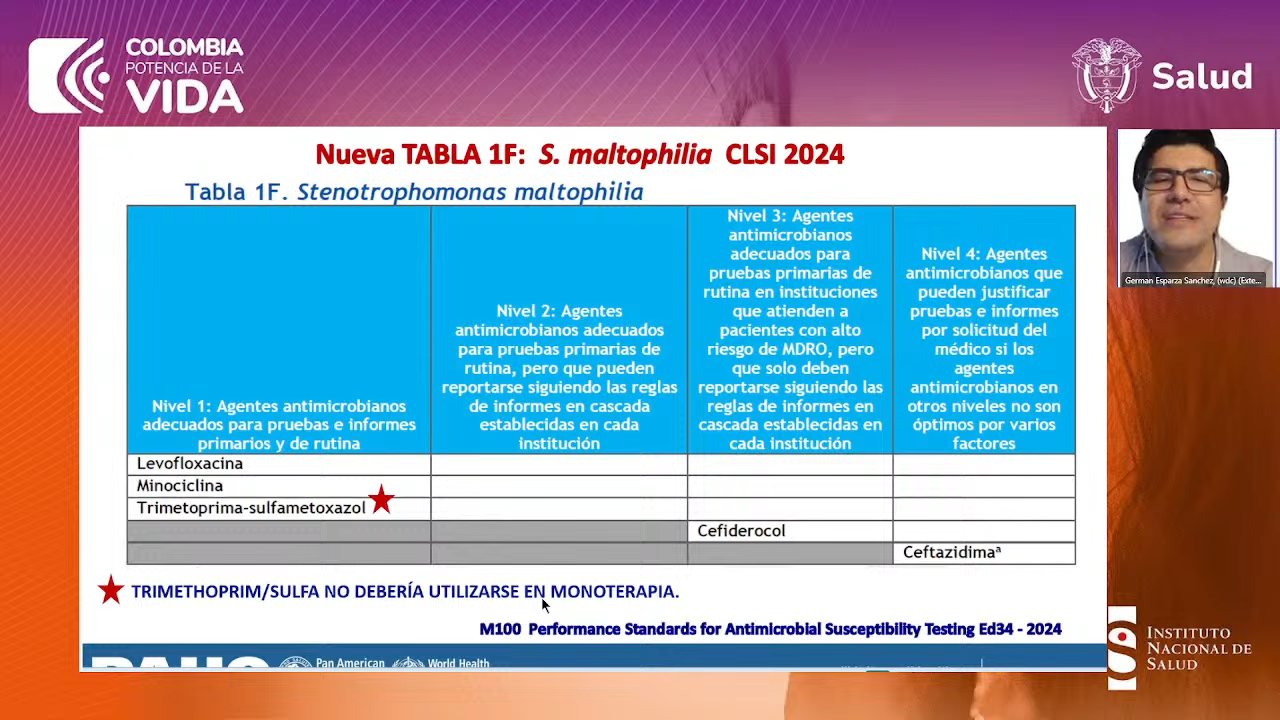 COLOMBIA
POTENCIA DE LA
VIDA
Salud
Nueva TABLA 1F: S. maltophilia CLSI 2024
Tabla 1F. Stenotrophomonas maltophilia
Nivel 1: Agentes antimicrobianos
adecuados para pruebas e informes
primarios y de rutina
Nivel 2: Agentes
antimicrobianos adecuados
para pruebas primarias de
rutina, pero que pueden
reportarse siguiendo las reglas
de informes en cascada
establecidas en cada
institución
Nivel 3: Agentes
antimicrobianos
adecuados para
pruebas primarias de
rutina en instituciones
que atienden a
pacientes con alto
riesgo de MDRO, pero
que solo deben
reportarse siguiendo las
reglas de informes en
cascada establecidas en
cada institución
Nivel 4: Agentes
antimicrobianos que
pueden justificar
pruebas e informes
por solicitud del
médico si los
agentes
antimicrobianos en
otros niveles no son
óptimos por varios
factores
Levofloxacina
Minociclina
Trimetoprima-sulfametoxazol
Cefiderocol
Ceftazidimaª
TRIMETHOPRIM/SULFA NO DEBERÍA UTILIZARSE EN MONOTERAPIA.
M100 Performance Standards for Antimicrobial Susceptibility Testing Ed34 - 2024
PAHO
Pan American
World Health
German Esparza Sanchez, (wdc) (Exte...
INSTITUTO
NACIONAL DE
SALUD